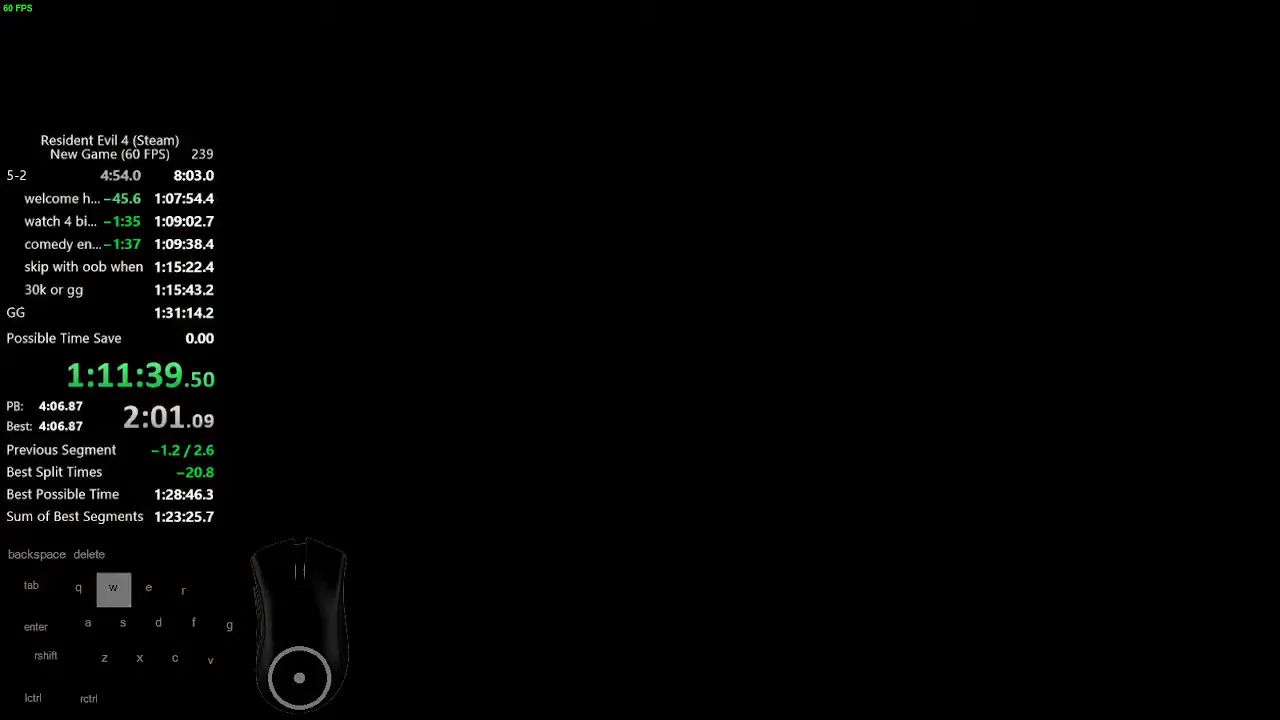 60 FPS
Resident Evil 4 (Steam)
New Game (60 FPS) 239
5-2 4:54.0 8:03.0
welcome h... −45.6 1:07:54.4
watch 4 bi... −1:35 1:09:02.7
comedy en... −1:37 1:09:38.4
skip with oob when 1:15:22.4
30k or gg 1:15:43.2
GG 1:31:14.2
Possible Time Save 0.00
1:11:39.50
PB: 4:06.87
2:01.09
Best: 4:06.87
Previous Segment −1.2 / 2.6
Best Split Times −20.8
Best Possible Time 1:28:46.3
Sum of Best Segments 1:23:25.7
backspace delete
tab q w e r
enter a s d f g
rshift z x c v
lctrl rctrl